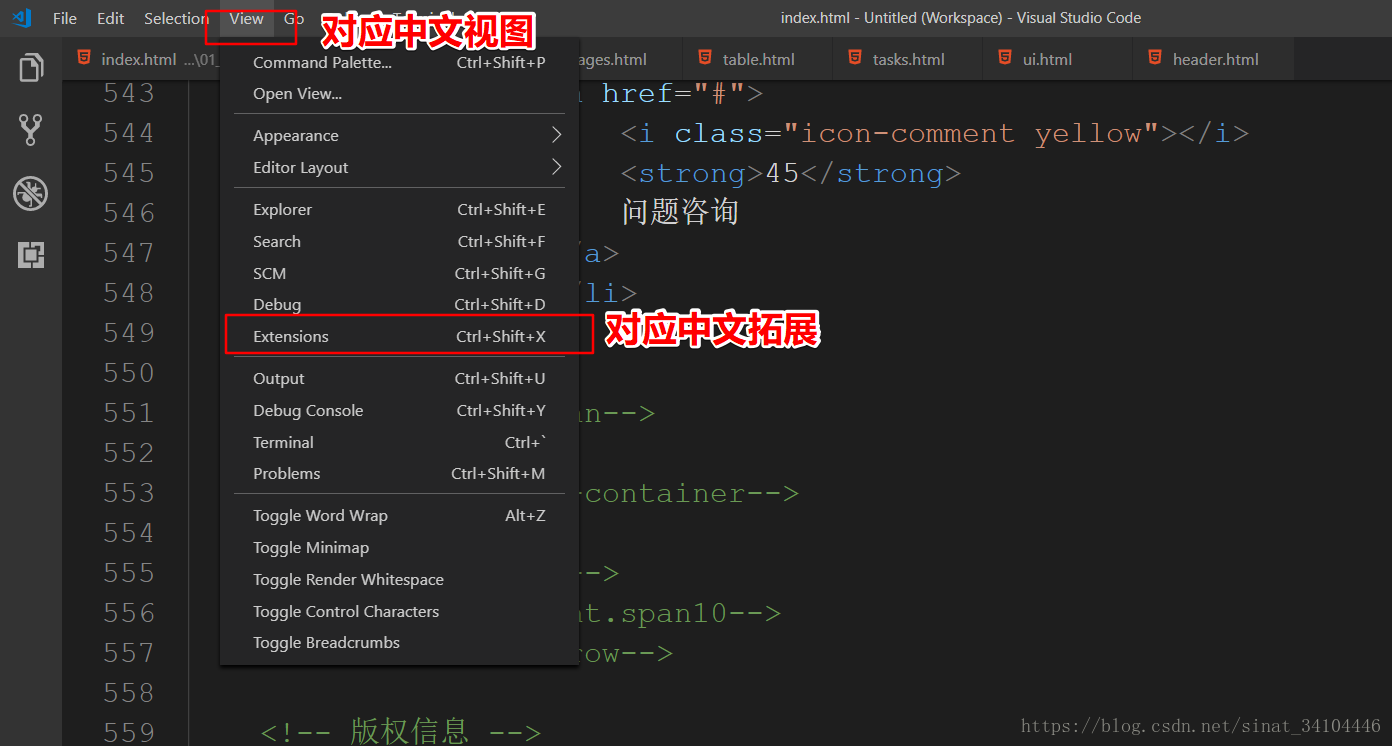 File Edit Selection View Go
对应中文视图
index.html - Untitled (Workspace) - Visual Studio Code
index.html ...\01_
ages.html
table.html
tasks.html
ui.html
header.html
Command Palette... Ctrl+Shift+P
Open View...
Appearance
Editor Layout
Explorer Ctrl+Shift+E
Search Ctrl+Shift+F
SCM Ctrl+Shift+G
Debug Ctrl+Shift+D
Extensions Ctrl+Shift+X
对应中文拓展
Output Ctrl+Shift+U
Debug Console Ctrl+Shift+Y
Terminal Ctrl+`
Problems Ctrl+Shift+M
Toggle Word Wrap Alt+Z
Toggle Minimap
Toggle Render Whitespace
Toggle Control Characters
Toggle Breadcrumbs
543 href="#">
544 <i class="icon-comment yellow"></i>
545 <strong>45</strong>
546 问题咨询
547 a>
548 /li>
549
550
551 n-->
552
553 container-->
554
555 -->
556 t.span10-->
557 ow-->
558
559 <!-- 版权信息 -->
https://blog.csdn.net/sinat_34104446